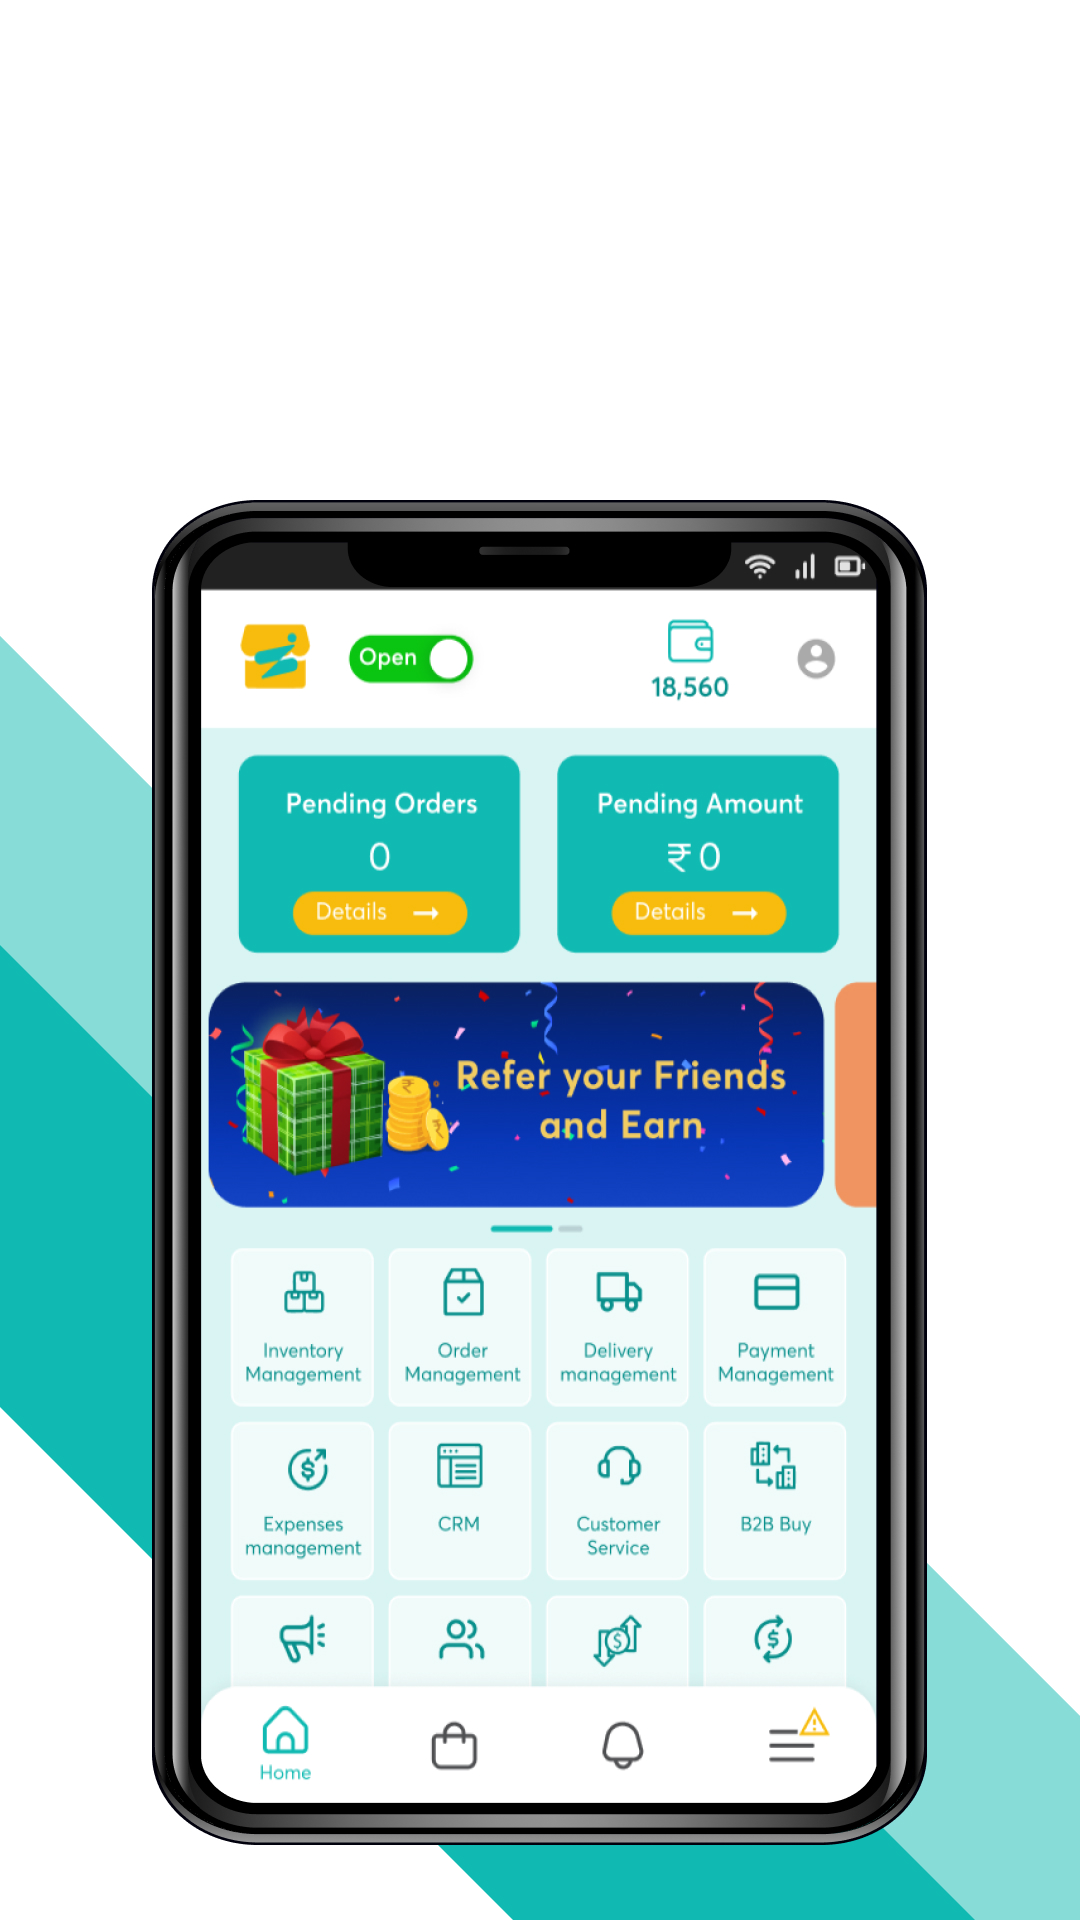 Open
18,560
Pending Orders
0
Details
Pending Amount
₹ 0
Details
Refer your Friends
and Earn
Inventory
Management
Order
Management
Delivery
management
Payment
Management
Expenses
management
CRM
Customer
Service
B2B Buy
Home